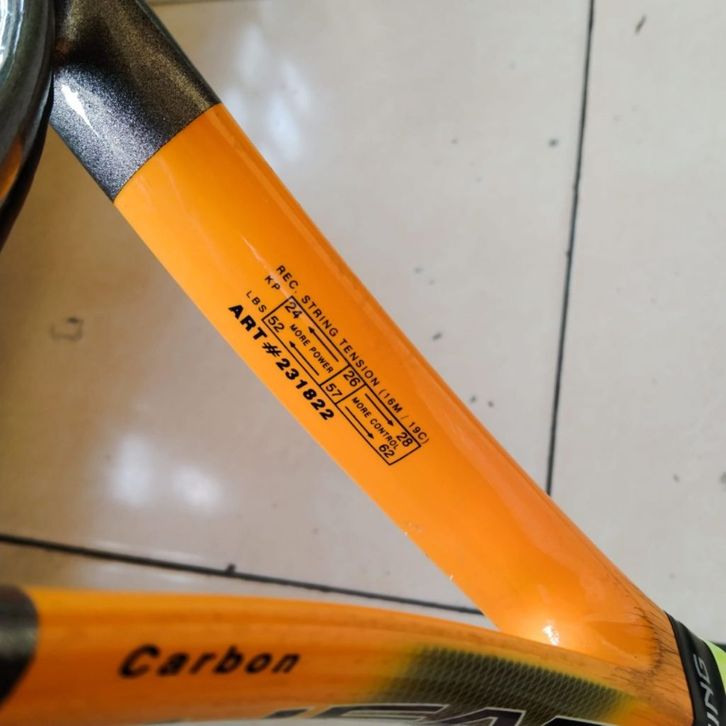 REC. STRING TENSION (16M / 19C)
KP 24 26 28
MORE POWER MORE CONTROL
LBS 52 57 62
ART #231822
Carbon